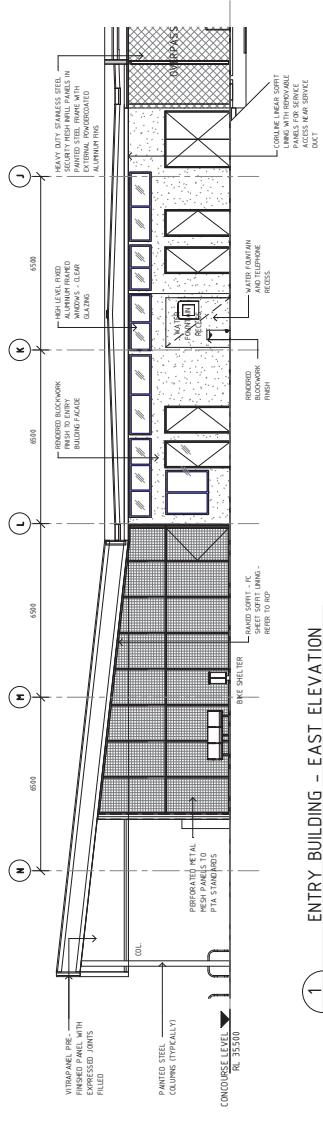 N
M
L
K
J
6500
6500
6500
6500
VITRAPANEL PRE-
FINISHED PANEL WITH
EXPRESSED JOINTS
FILLED
RENDERED BLOCKWORK
FINISH TO ENTRY
BUILDING FACADE
HIGH LEVEL FIXED
ALUMINIUM FRAMED
WINDOWS - CLEAR
GLAZING
HEAVY DUTY STAINLESS STEEL
SECURITY MESH INFILL PANELS IN
PAINTED STEEL FRAME WITH
EXTERNAL POWDERCOATED
ALUMINIUM FINS
OVERPASS
COL.
WATER
FOUNTAIN
RECESS
PAINTED STEEL
COLUMNS (TYPICALLY)
PERFORATED METAL
MESH PANELS TO
PTA STANDARDS
CONCOURSE LEVEL
RL 35.500
BIKE SHELTER
RAKED SOFFIT - FC
SHEET SOFFIT LINING -
REFER TO RCP
RENDERED
BLOCKWORK
FINISH
WATER FOUNTAIN
AND TELEPHONE
RECESS.
CORULINE LINEAR SOFFIT
LINING WITH REMOVABLE
PANELS FOR SERVICE
ACCESS NEAR SERVICE
DUCT
1
ENTRY BUILDING - EAST ELEVATION